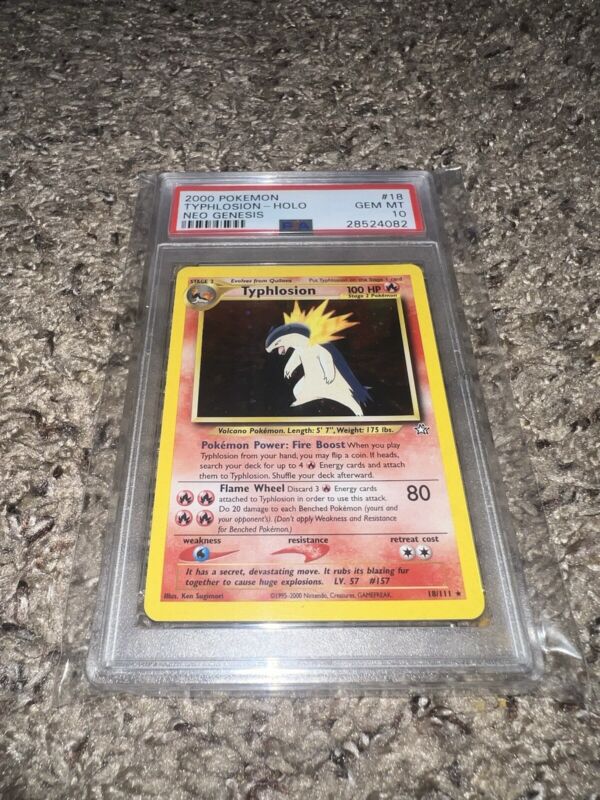 2000 POKEMON #18
TYPHLOSION - HOLO GEM MT
NEO GENESIS 10
PSA 28524082
STAGE 2 Evolves from Quilava Put Typhlosion on the Stage 1 card
Typhlosion 100 HP
Stage 2 Pokémon
Volcano Pokémon. Length: 5' 7", Weight: 175 lbs.
Pokémon Power: Fire Boost When you play
Typhlosion from your hand, you may flip a coin. If heads,
search your deck for up to 4 Energy cards and attach
them to Typhlosion. Shuffle your deck afterward.
Flame Wheel Discard 3 Energy cards
attached to Typhlosion in order to use this attack.
Do 20 damage to each Benched Pokémon (yours and
your opponent's). (Don't apply Weakness and Resistance
for Benched Pokémon.)
80
weakness resistance retreat cost
It has a secret, devastating move. It rubs its blazing fur
together to cause huge explosions. LV. 57 #157
Illus. Ken Sugimori ©1995-2000 Nintendo, Creatures, GAMEFREAK. 18/111 ★